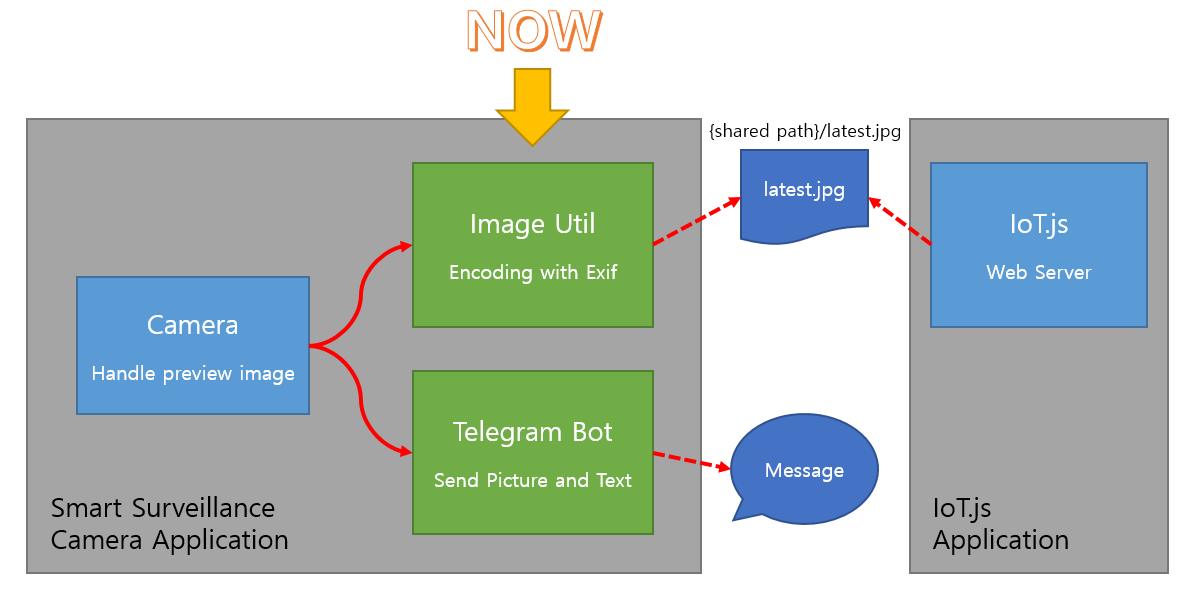 NOW
{shared path}/latest.jpg
Image Util
Encoding with Exif
latest.jpg
IoT.js
Web Server
Camera
Handle preview image
Telegram Bot
Send Picture and Text
Message
Smart Surveillance
Camera Application
IoT.js
Application